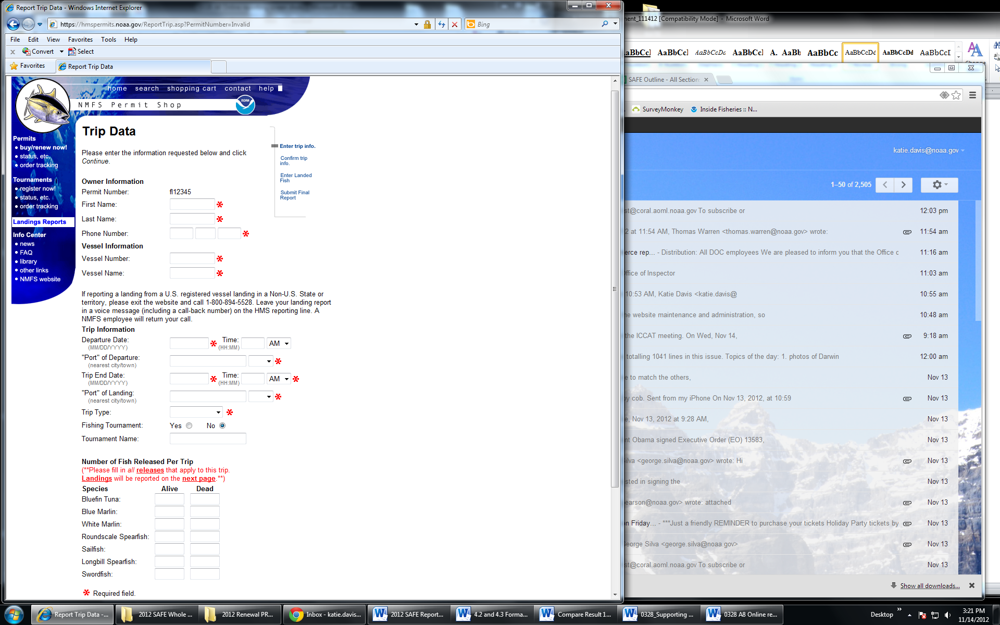 Report Trip Data - Windows Internet Explorer
https://hmspermits.noaa.gov/ReportTrip.asp?PermitNumber=Invalid
Bing
File Edit View Favorites Tools Help
x Convert Select
Favorites Report Trip Data
home search shopping cart contact help
NMFS Permit Shop
NOAA
Permits
• buy/renew now!
• status, etc.
• order tracking
Tournaments
• register now!
• status, etc.
• order tracking
Landings Reports
Info Center
• news
• FAQ
• library
• other links
• NMFS website
Trip Data
Please enter the information requested below and click
Continue.
Enter trip info.
Confirm trip
info.
Enter Landed
Fish
Submit Final
Report
Owner Information
Permit Number: fl12345
First Name:
Last Name:
Phone Number:
Vessel Information
Vessel Number:
Vessel Name:
If reporting a landing from a U.S. registered vessel landing in a Non-U.S. State or
territory, please exit the website and call 1-800-894-5528. Leave your landing report
in a voice message (including a call-back number) on the HMS reporting line. A
NMFS employee will return your call.
Trip Information
Departure Date: Time: AM
(MM/DD/YYYY) (HH:MM)
"Port" of Departure:
(nearest city/town)
Trip End Date: Time: AM
(MM/DD/YYYY) (HH:MM)
"Port" of Landing:
(nearest city/town)
Trip Type:
Fishing Tournament: Yes No
Tournament Name:
Number of Fish Released Per Trip
(**Please fill in all releases that apply to this trip.
Landings will be reported on the next page.**)
Species Alive Dead
Bluefin Tuna:
Blue Marlin:
White Marlin:
Roundscale Spearfish:
Sailfish:
Longbill Spearfish:
Swordfish:
Required field.
ent_111412 [Compatibility Mode] - Microsoft Word
AaBbCcI AaBbCcI AaBbCcDc AaBbCcI A. AaBb AaBbCc AaBbCcDd AaBbCcDd AaBbCcI
SAFE Outline - All Section
SurveyMonkey Inside Fisheries :: N...
katie.davis@noaa.gov
1–50 of 2,505
st@coral.aoml.noaa.gov To subscribe or 12:03 pm
2 at 11:54 AM, Thomas Warren <thomas.warren@noaa.gov> wrote: 11:54 am
erce rep... - Distribution: All DOC employees We are pleased to inform you that the Office o 11:16 am
ffice of Inspector 11:03 am
10:53 AM, Katie Davis <katie.davis@ 10:55 am
he website maintenance and administration, so 10:48 am
the ICCAT meeting. On Wed, Nov 14, 9:18 am
totalling 1041 lines in this issue. Topics of the day: 1. photos of Darwin 12:00 am
e to match the others, Nov 13
by cob. Sent from my iPhone On Nov 13, 2012, at 10:59 Nov 13
e, Nov 13, 2012 at 9:28 AM, Nov 13
nt Obama signed Executive Order (EO) 13583, Nov 13
Silva <george.silva@noaa.gov> wrote: Hi Nov 13
sted in signing the Nov 13
earson@noaa.gov> wrote: attached Nov 13
on Friday... - ***Just a friendly REMINDER to purchase your tickets Holiday Party tickets by Nov 13
George Silva <george.silva@noaa.gov> Nov 13
st@coral.aoml.noaa.gov To subscribe or Nov 13
Show all downloads...
Report Trip Data -... 2012 SAFE Whole ... 2012 Renewal PR... Inbox - katie.davis... 2012 SAFE Report... 4.2 and 4.3 Forma... Compare Result 1... 0328_Supporting ... 0328 A8 Online re... Desktop 3:21 PM
11/14/2012